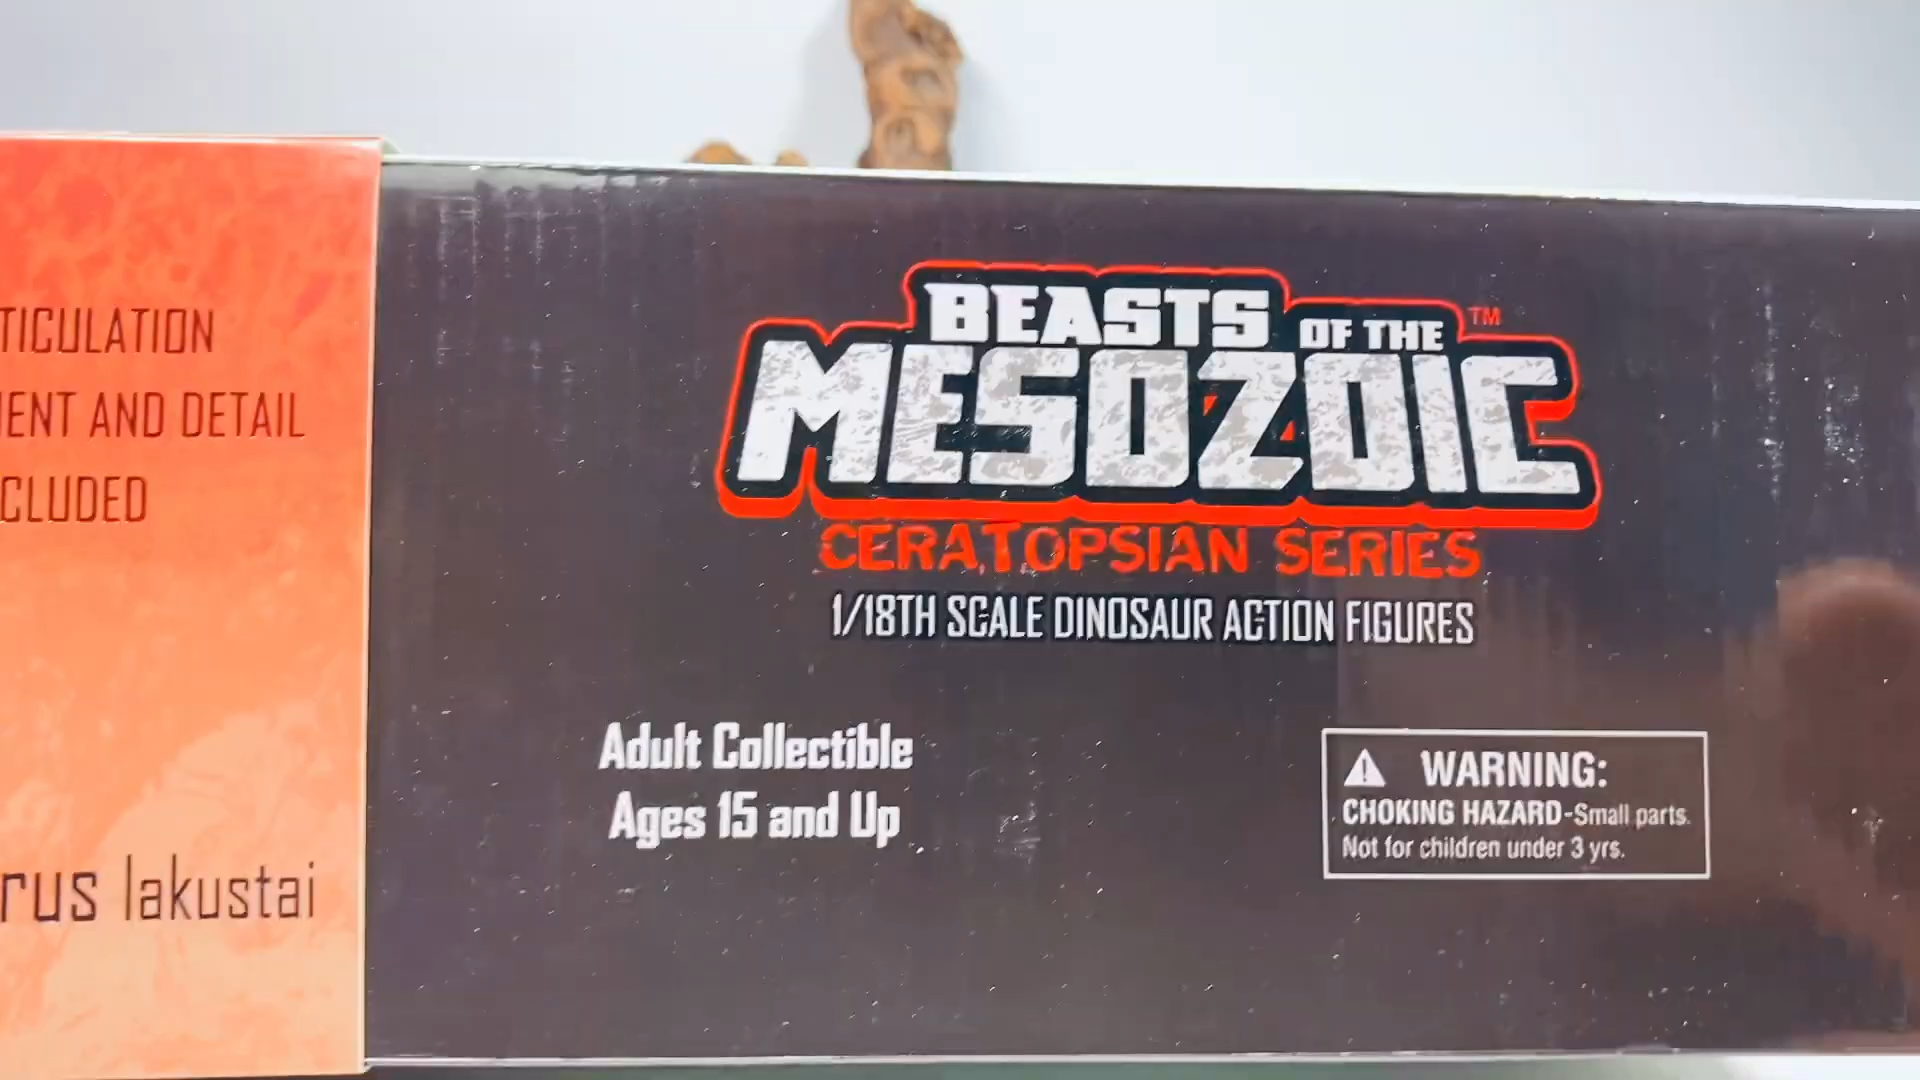 TICULATION
AND DETAIL
CLUDED
rus lakustai
BEASTS OF THE ™
MESOZOIC
CERATOPSIAN SERIES
1/18TH SCALE DINOSAUR ACTION FIGURES
Adult Collectible
Ages 15 and Up
WARNING:
CHOKING HAZARD-Small parts.
Not for children under 3 yrs.